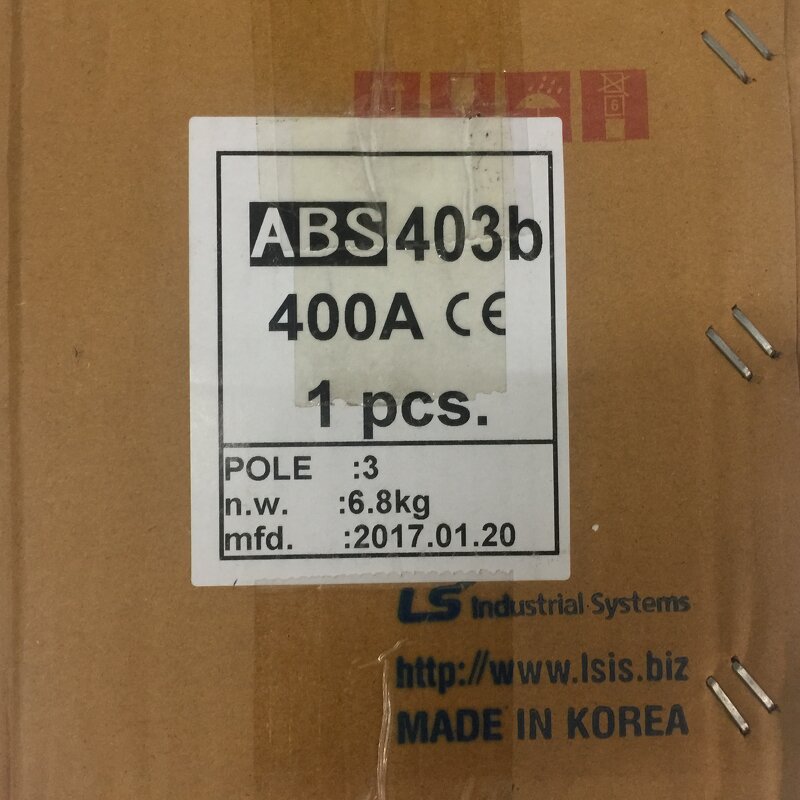 6
ABS 403b
400A CE
1 pcs.
POLE :3
n.w. :6.8kg
mfd. :2017.01.20
LS Industrial Systems
http://www.lsis.biz
MADE IN KOREA